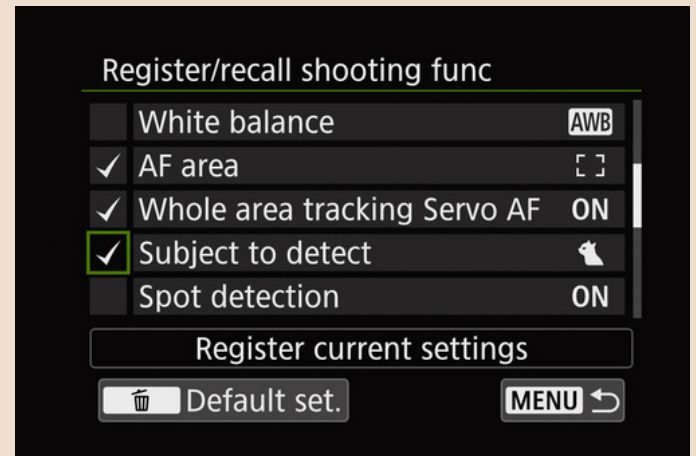 Register/recall shooting func
White balance AWB
AF area
Whole area tracking Servo AF ON
Subject to detect
Spot detection ON
Register current settings
Default set. MENU